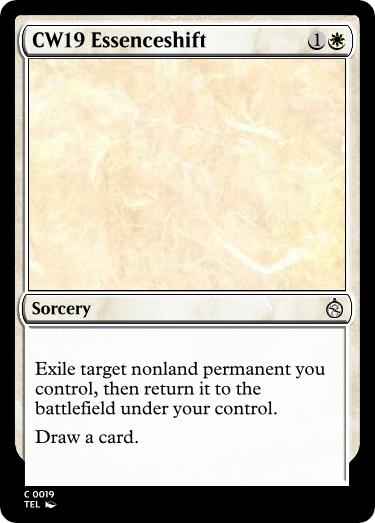 CW19 Essenceshift 1
Sorcery
Exile target nonland permanent you
control, then return it to the
battlefield under your control.
Draw a card.
C 0019
TEL